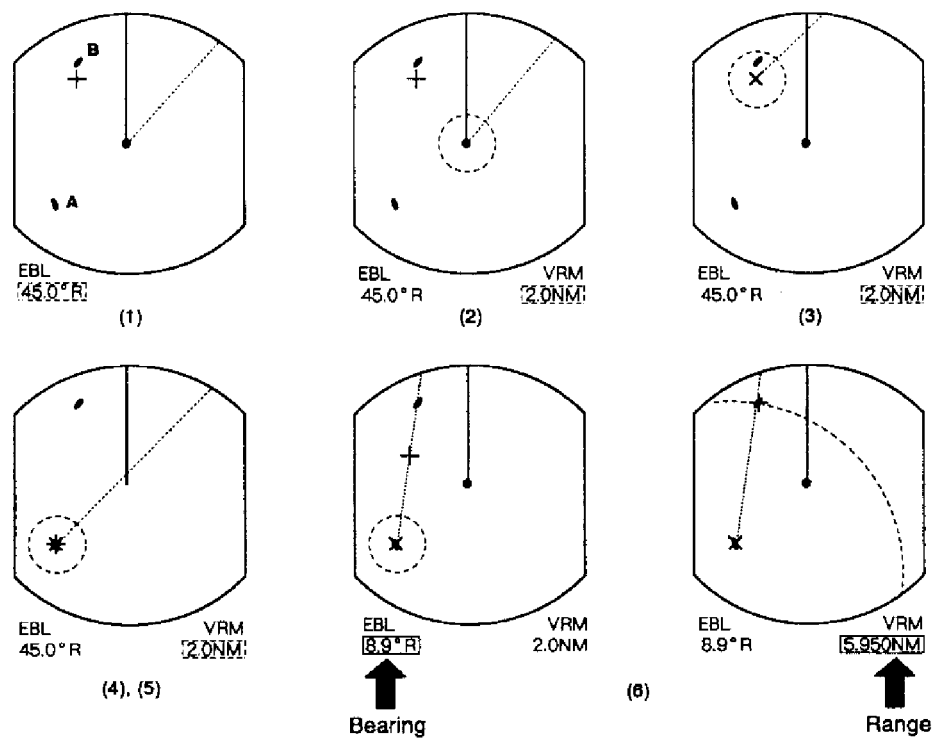 B
A
EBL
45.0°R
(1)
EBL VRM
45.0°R 2.0NM
(2)
EBL VRM
45.0°R 2.0NM
(3)
EBL VRM
45.0°R 2.0NM
(4), (5)
EBL VRM
8.9°R 2.0NM
EBL VRM
8.9°R 5.950NM
(6)
Bearing
Range